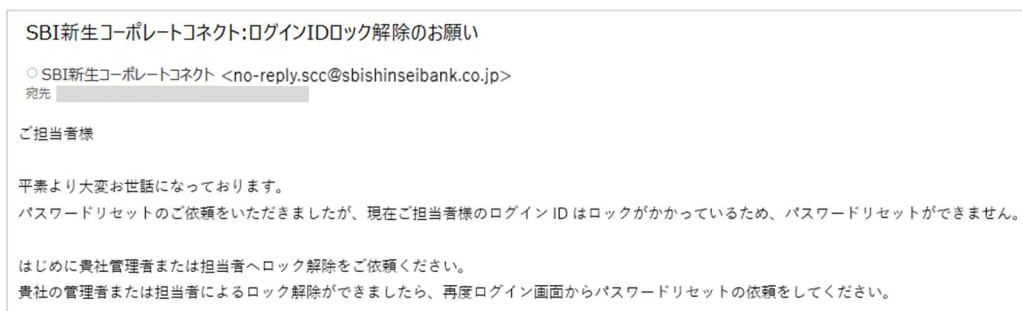 SBI新生コーポレートコネクト:ログインIDロック解除のお願い
SBI新生コーポレートコネクト <no-reply.scc@sbishinseibank.co.jp>
宛先
ご担当者様
平素より大変お世話になっております。
パスワードリセットのご依頼をいただきましたが、現在ご担当者様のログイン ID はロックがかかっているため、パスワードリセットができません。
はじめに貴社管理者または担当者へロック解除をご依頼ください。
貴社の管理者または担当者によるロック解除ができましたら、再度ログイン画面からパスワードリセットの依頼をしてください。